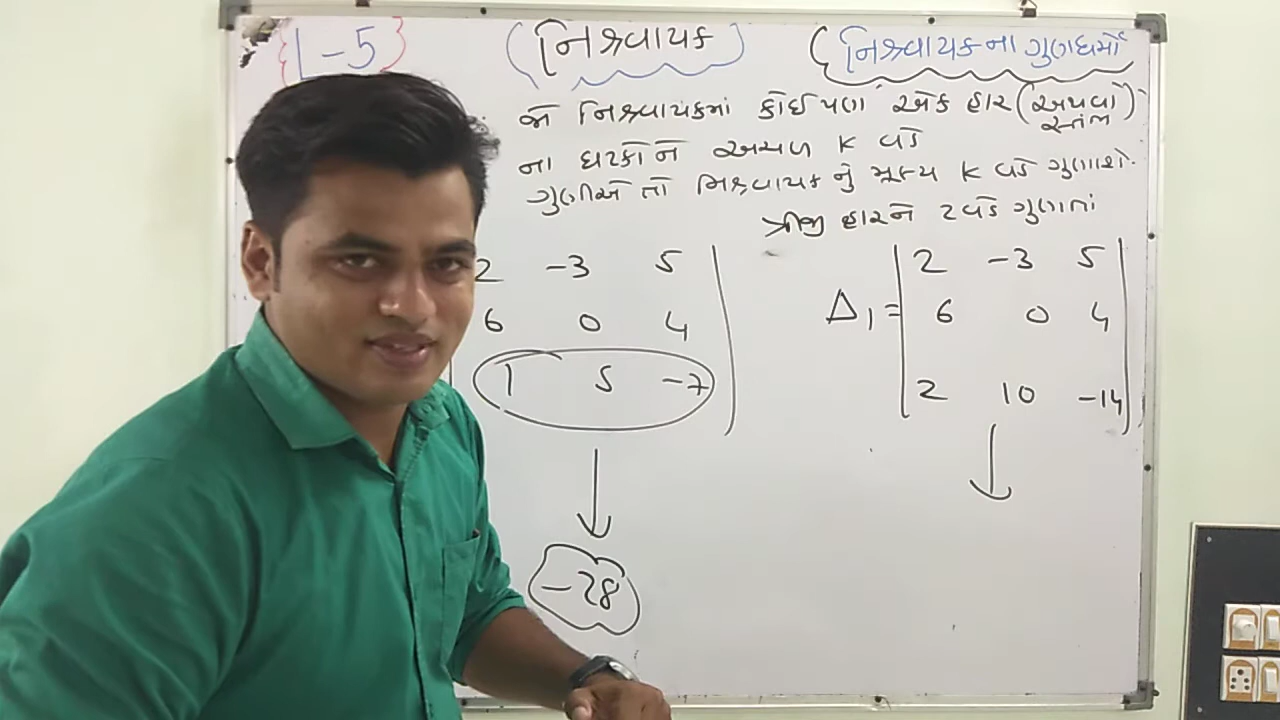 L-5
નિશ્ચાયક
નિશ્ચાયકના ગુણધર્મો
જો નિશ્ચાયકમાં કોઈપણ એક હાર (અથવા સ્તંભ)
ના ઘટકોને અચળ K વડે
ગુણીએ તો નિશ્ચાયક નું મૂલ્ય K વડે ગુણાશે.
ત્રીજી હારને 2 વડે ગુણતાં
2 -3 5
6 0 4
1 5 -7
-28
Δ₁ =
2 -3 5
6 0 4
2 10 -14